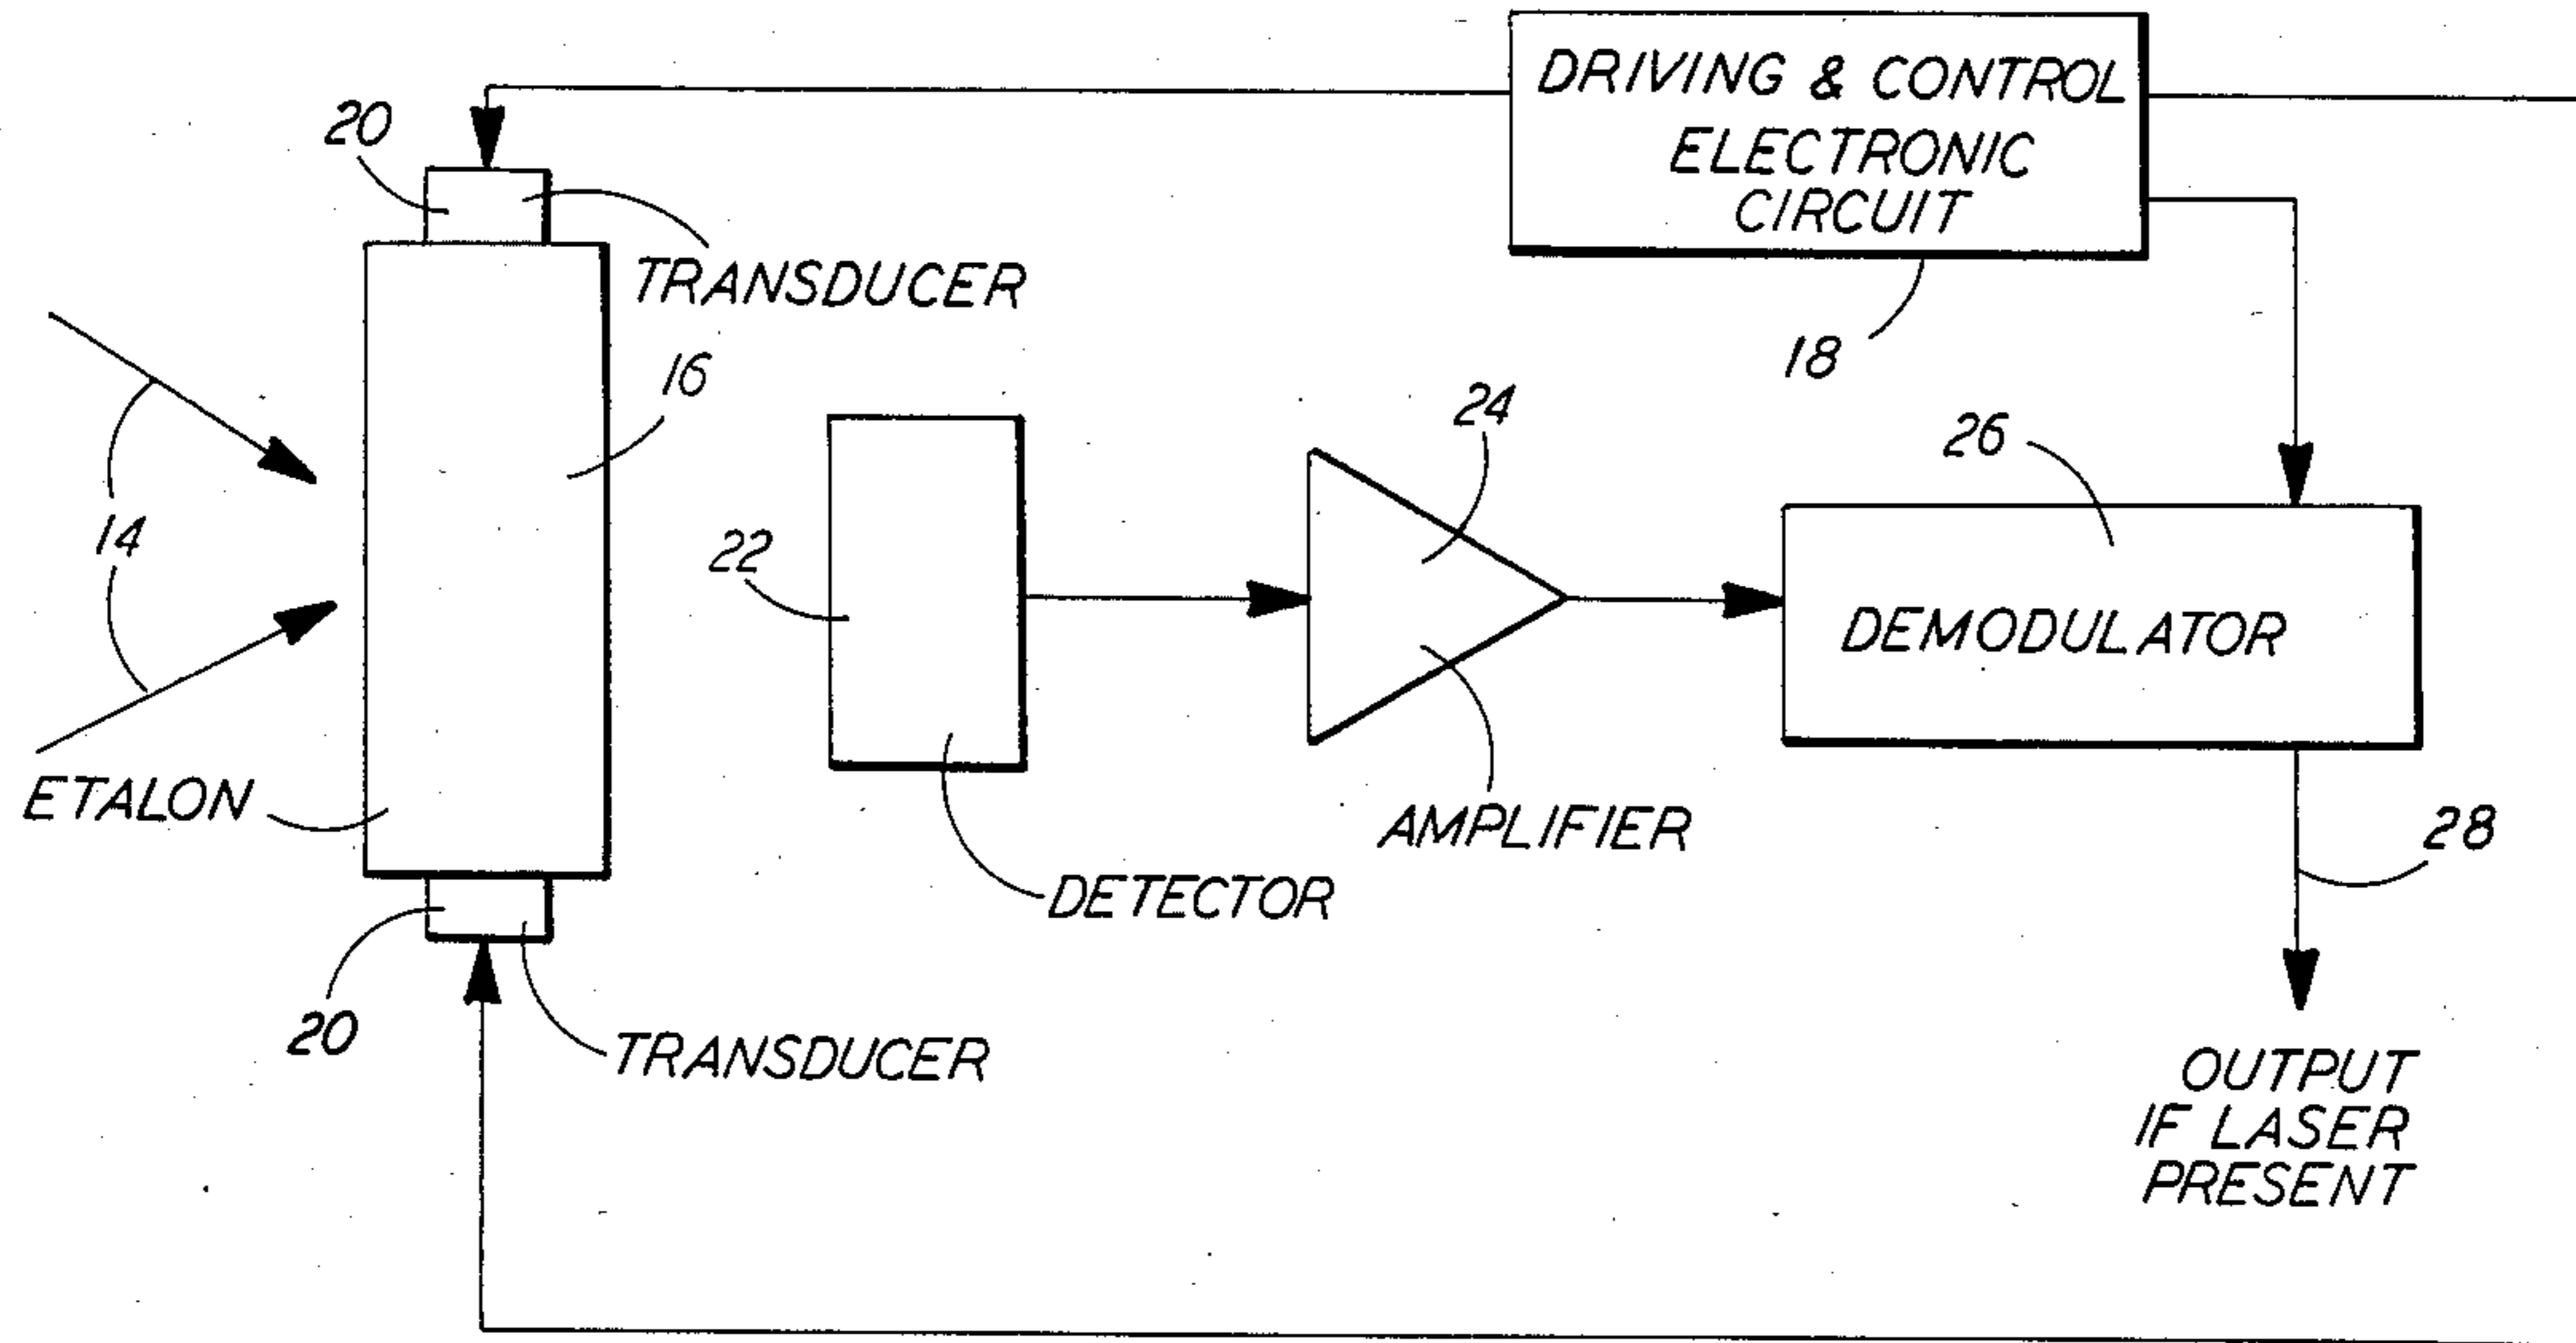 DRIVING & CONTROL
ELECTRONIC
CIRCUIT
20
TRANSDUCER
16
18
24
26
14
22
DEMODULATOR
ETALON
AMPLIFIER
28
DETECTOR
20
TRANSDUCER
OUTPUT
IF LASER
PRESENT